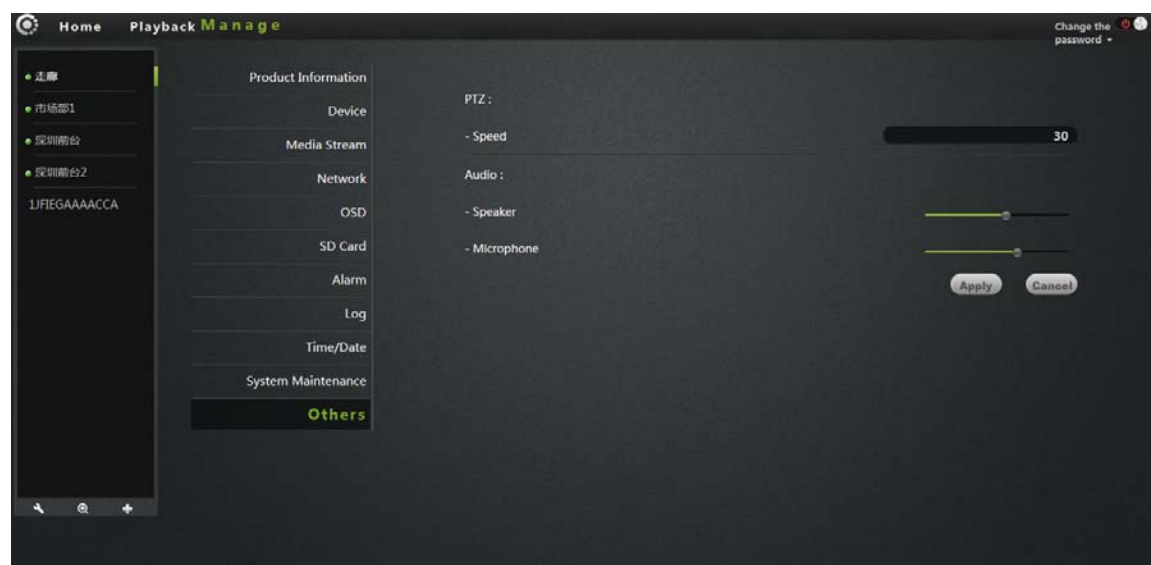 Home Playback Manage
Change the
password
走廊
市场部1
深圳前台
深圳前台2
1JFIEGAAAACCA
Product Information
Device
Media Stream
Network
OSD
SD Card
Alarm
Log
Time/Date
System Maintenance
Others
PTZ :
- Speed 30
Audio :
- Speaker
- Microphone
Apply Cancel